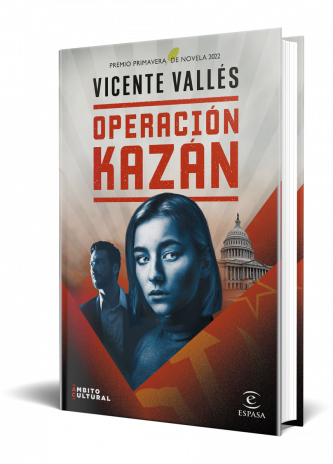 PREMIO PRIMAVERA DE NOVELA 2022
VICENTE VALLÉS
OPERACIÓN
KAZÁN
ÁMBITO
CULTURAL
e
ESPASA